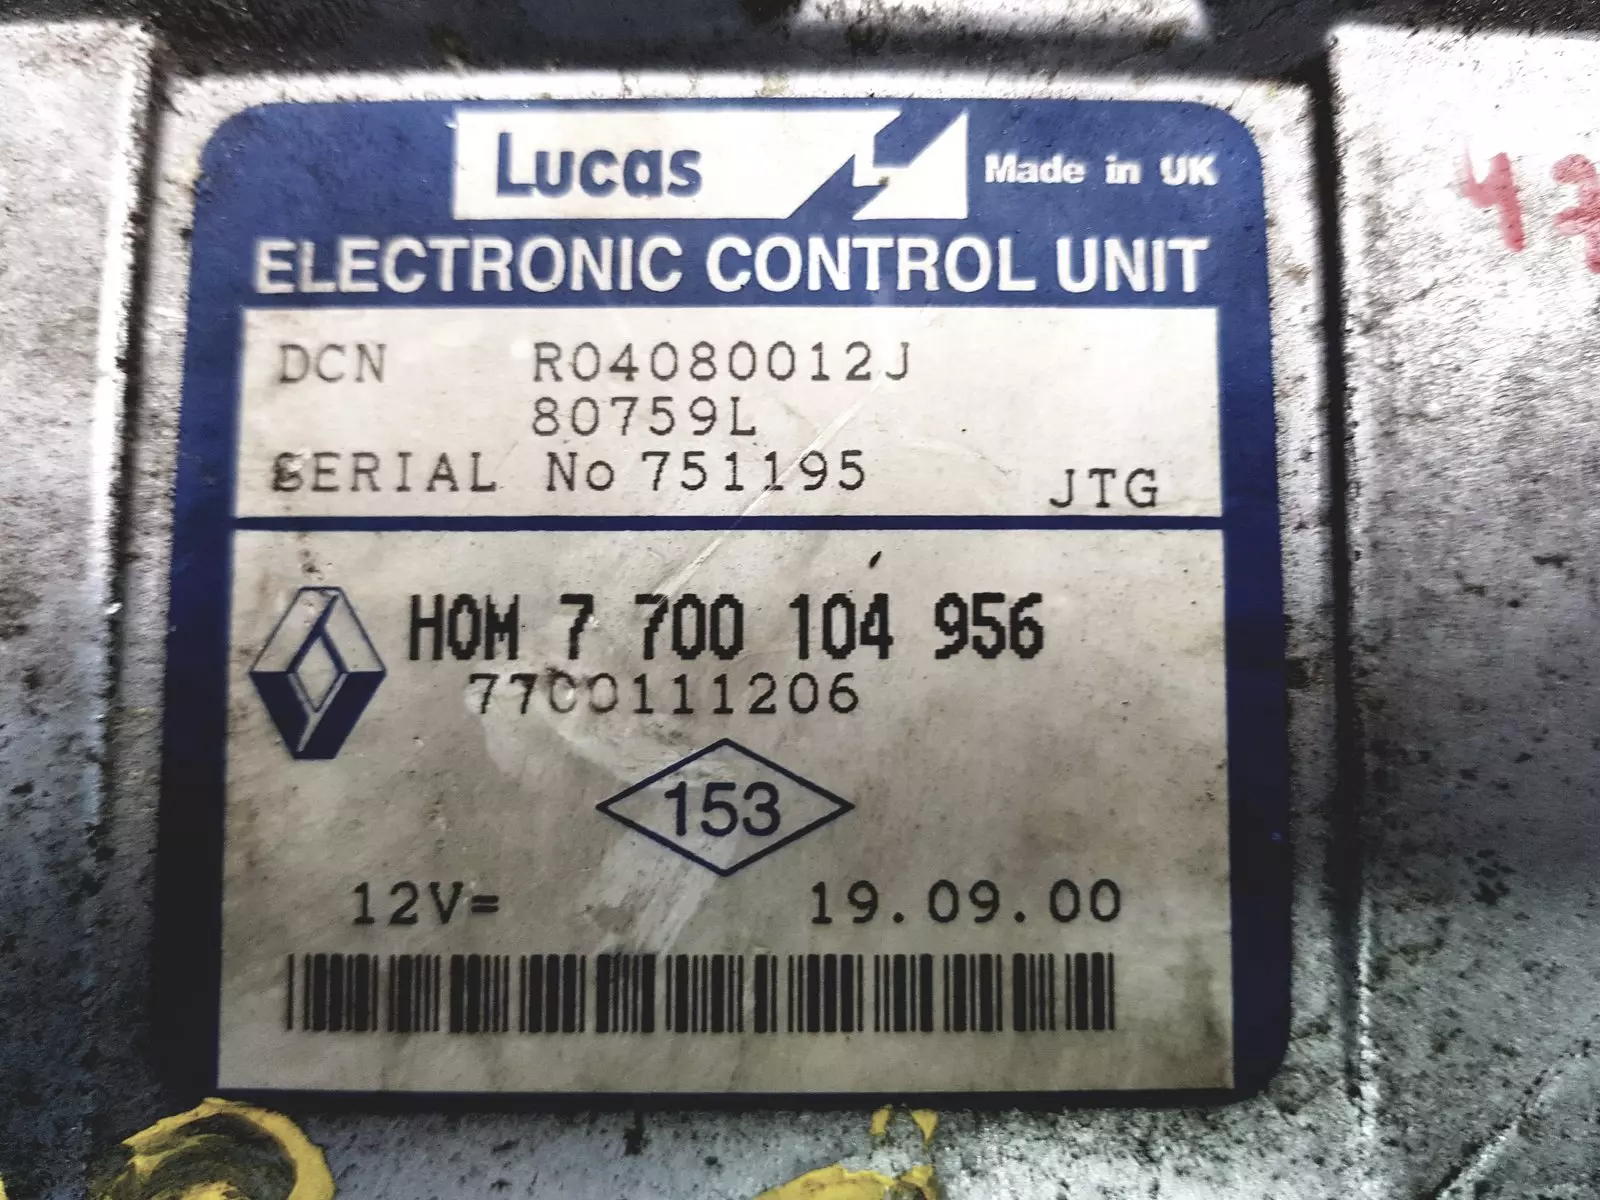 Lucas Made in UK
ELECTRONIC CONTROL UNIT
DCN R04080012J
80759L
SERIAL No 751195 JTG
HOM 7 700 104 956
7700111206
153
12V= 19.09.00